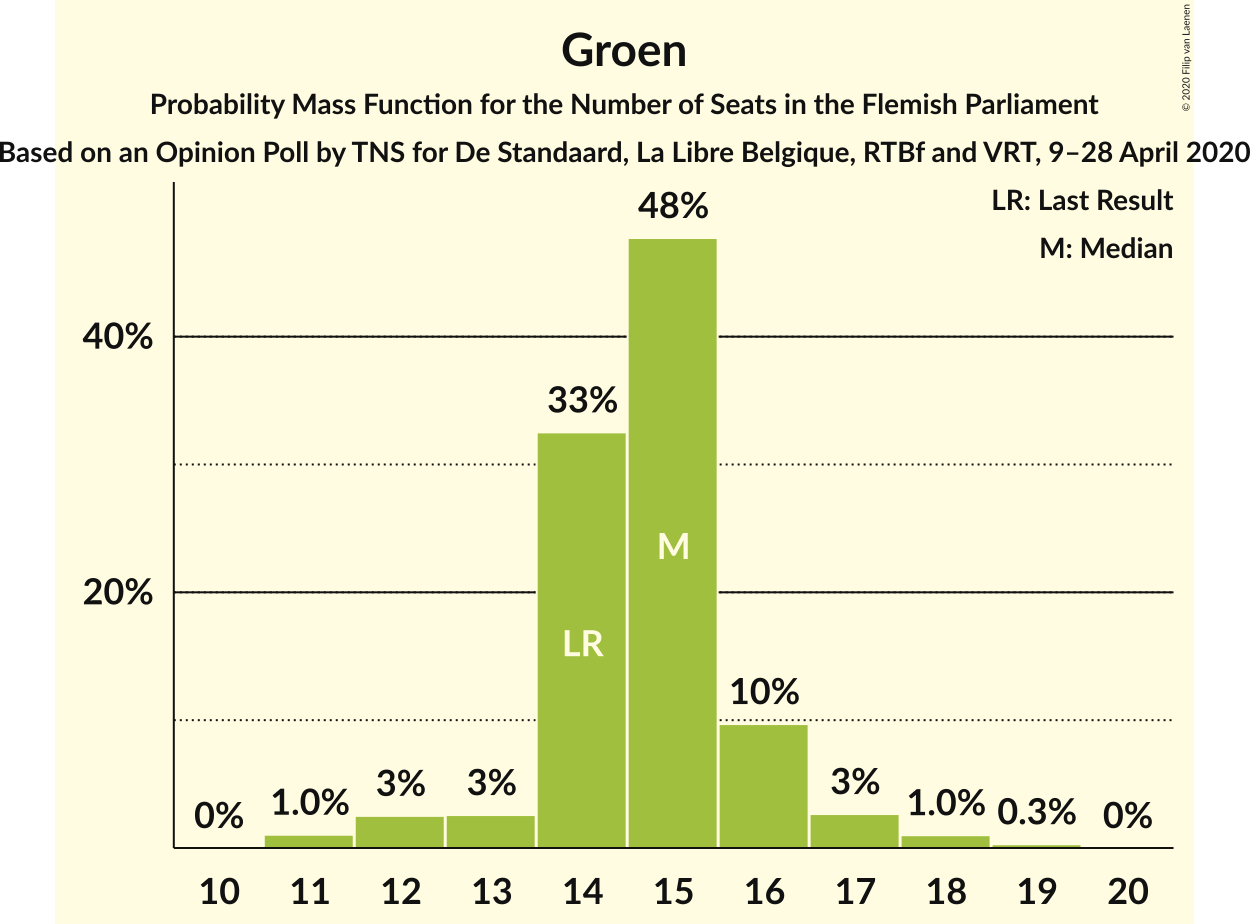 Groen
Probability Mass Function for the Number of Seats in the Flemish Parliament
Based on an Opinion Poll by TNS for De Standaard, La Libre Belgique, RTBf and VRT, 9–28 April 2020
© 2020 Filip van Laenen
LR: Last Result
M: Median
48%
40%
33%
M
20%
LR
10%
0%
1.0%
3%
3%
3%
1.0%
0.3%
0%
10 11 12 13 14 15 16 17 18 19 20